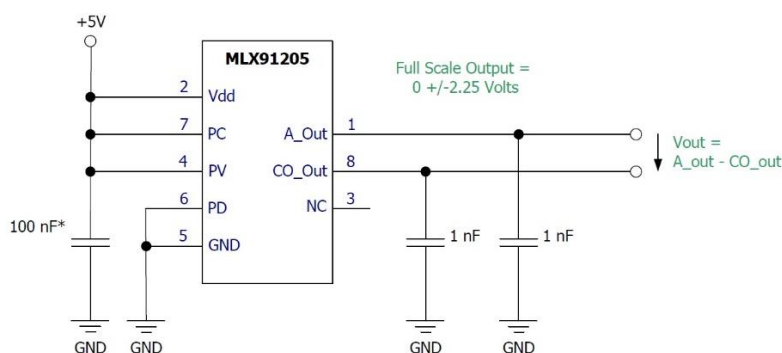 +5V
MLX91205
Full Scale Output =
0 +/-2.25 Volts
2
Vdd
7
PC
A_Out
1
Vout =
A_out - CO_out
4
PV
CO_Out
8
6
PD
NC
3
100 nF*
5
GND
1 nF
1 nF
GND
GND
GND
GND